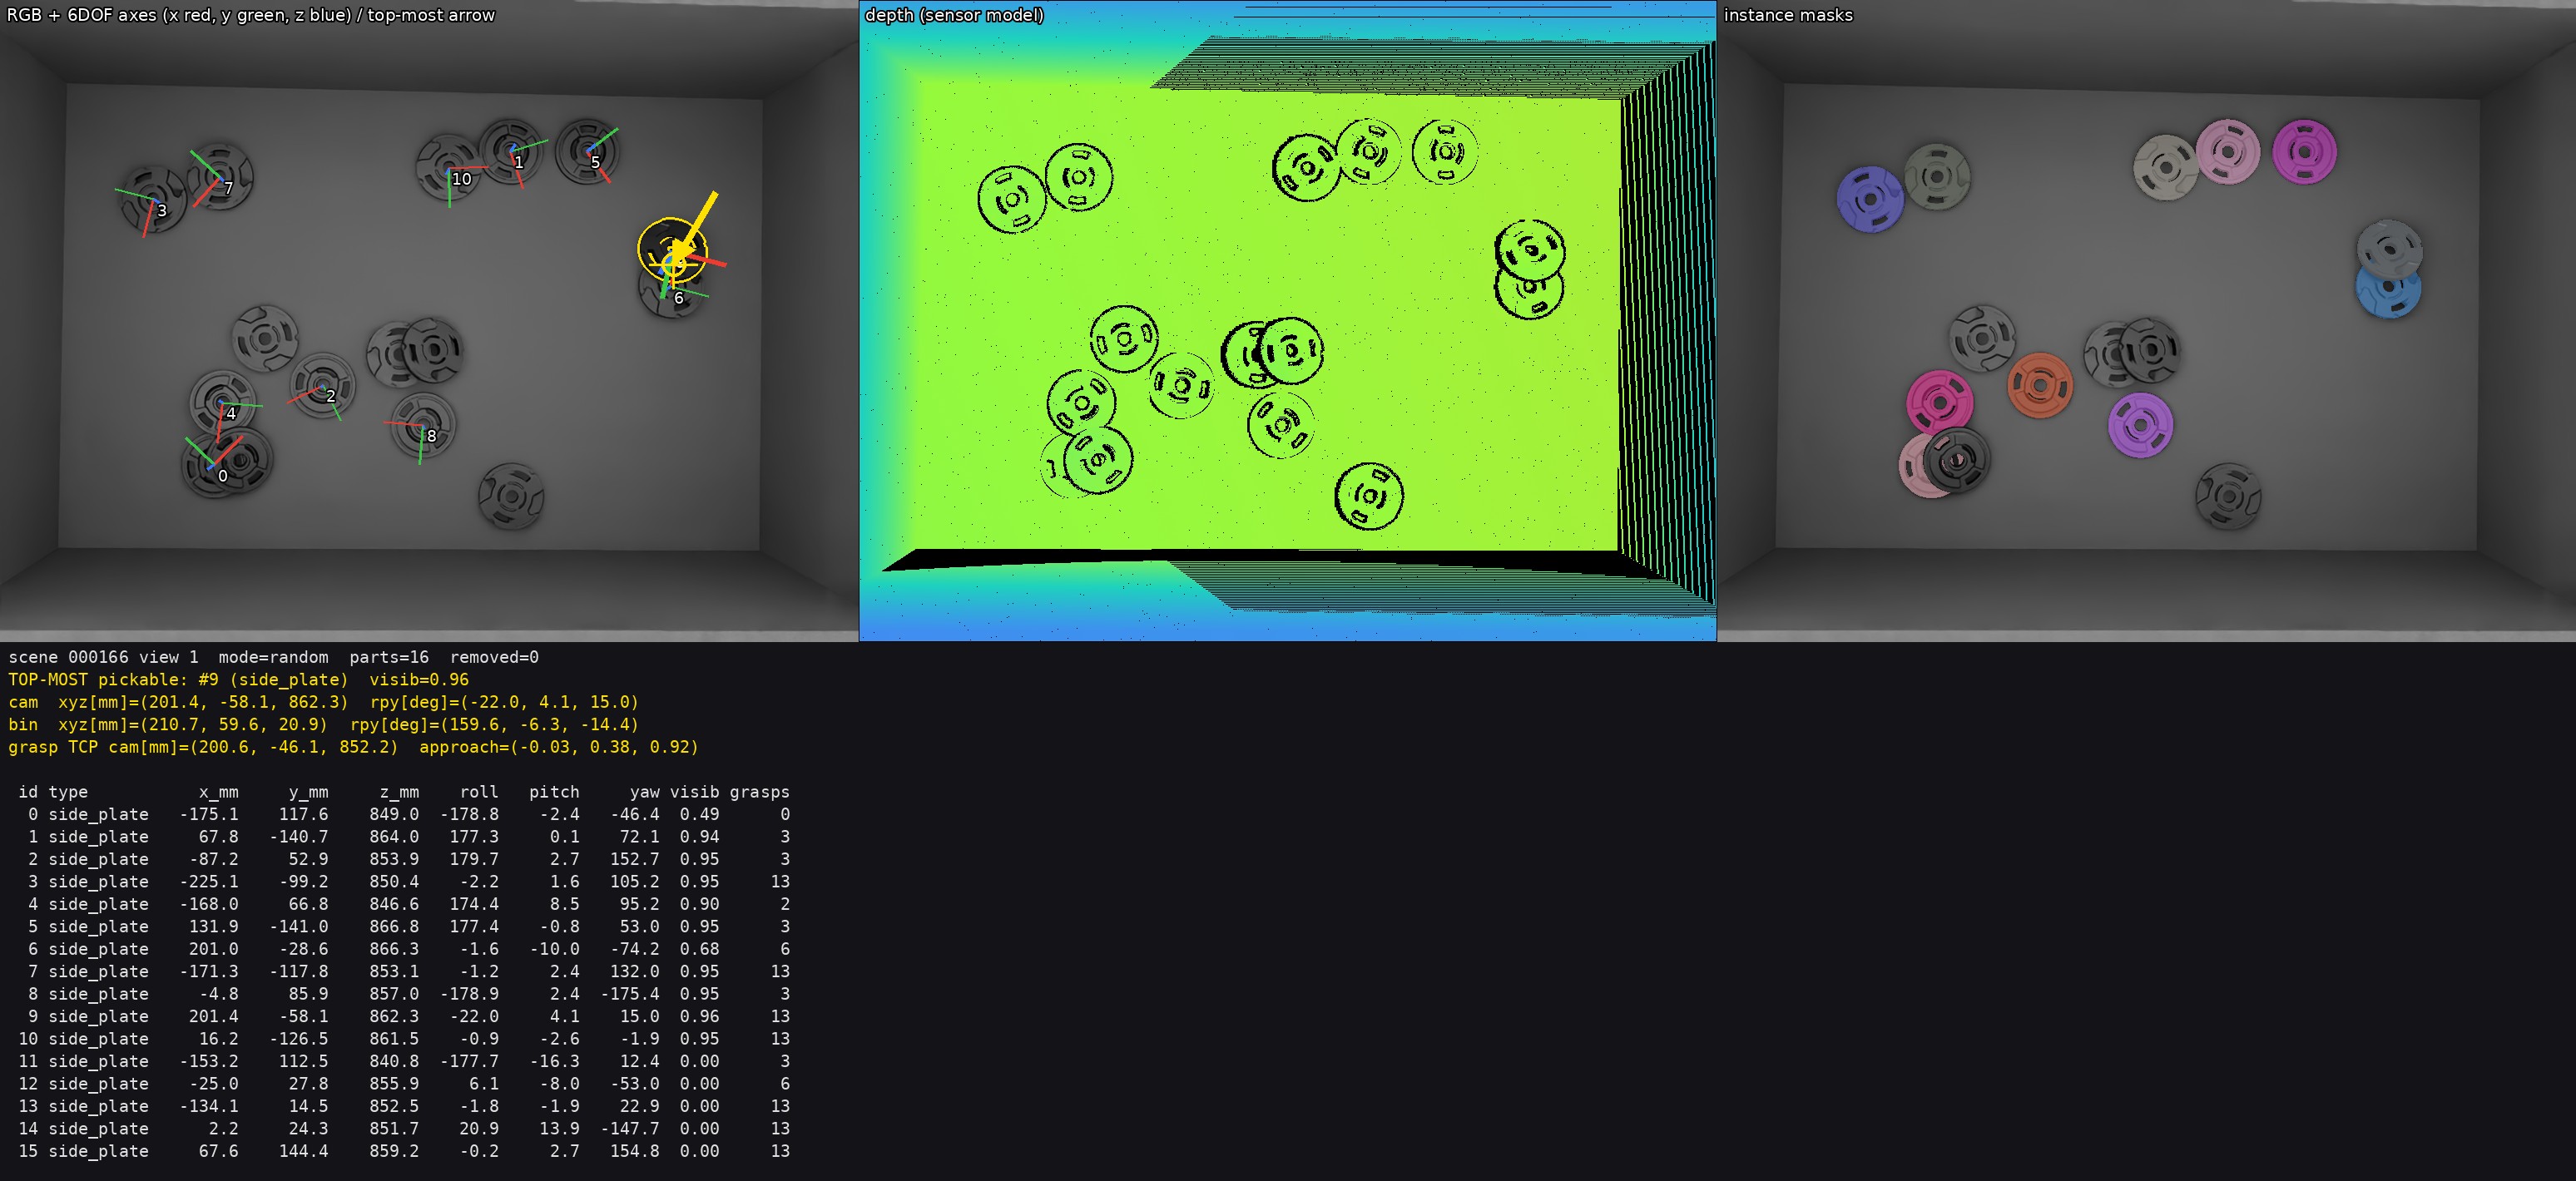 RGB + 6DOF axes (x red, y green, z blue) / top-most arrow
depth (sensor model)
instance masks
1
5
10
7
3
6
2
4
8
0
scene 000166 view 1  mode=random  parts=16  removed=0
TOP-MOST pickable: #9 (side_plate)  visib=0.96
cam  xyz[mm]=(201.4, -58.1, 862.3)  rpy[deg]=(-22.0, 4.1, 15.0)
bin  xyz[mm]=(210.7, 59.6, 20.9)  rpy[deg]=(159.6, -6.3, -14.4)
grasp TCP cam[mm]=(200.6, -46.1, 852.2)  approach=(-0.03, 0.38, 0.92)
id type x_mm y_mm z_mm roll pitch yaw visib grasps
0 side_plate -175.1 117.6 849.0 -178.8 -2.4 -46.4 0.49 0
1 side_plate 67.8 -140.7 864.0 177.3 0.1 72.1 0.94 3
2 side_plate -87.2 52.9 853.9 179.7 2.7 152.7 0.95 3
3 side_plate -225.1 -99.2 850.4 -2.2 1.6 105.2 0.95 13
4 side_plate -168.0 66.8 846.6 174.4 8.5 95.2 0.90 2
5 side_plate 131.9 -141.0 866.8 177.4 -0.8 53.0 0.95 3
6 side_plate 201.0 -28.6 866.3 -1.6 -10.0 -74.2 0.68 6
7 side_plate -171.3 -117.8 853.1 -1.2 2.4 132.0 0.95 13
8 side_plate -4.8 85.9 857.0 -178.9 2.4 -175.4 0.95 3
9 side_plate 201.4 -58.1 862.3 -22.0 4.1 15.0 0.96 13
10 side_plate 16.2 -126.5 861.5 -0.9 -2.6 -1.9 0.95 13
11 side_plate -153.2 112.5 840.8 -177.7 -16.3 12.4 0.00 3
12 side_plate -25.0 27.8 855.9 6.1 -8.0 -53.0 0.00 6
13 side_plate -134.1 14.5 852.5 -1.8 -1.9 22.9 0.00 13
14 side_plate 2.2 24.3 851.7 20.9 13.9 -147.7 0.00 13
15 side_plate 67.6 144.4 859.2 -0.2 2.7 154.8 0.00 13